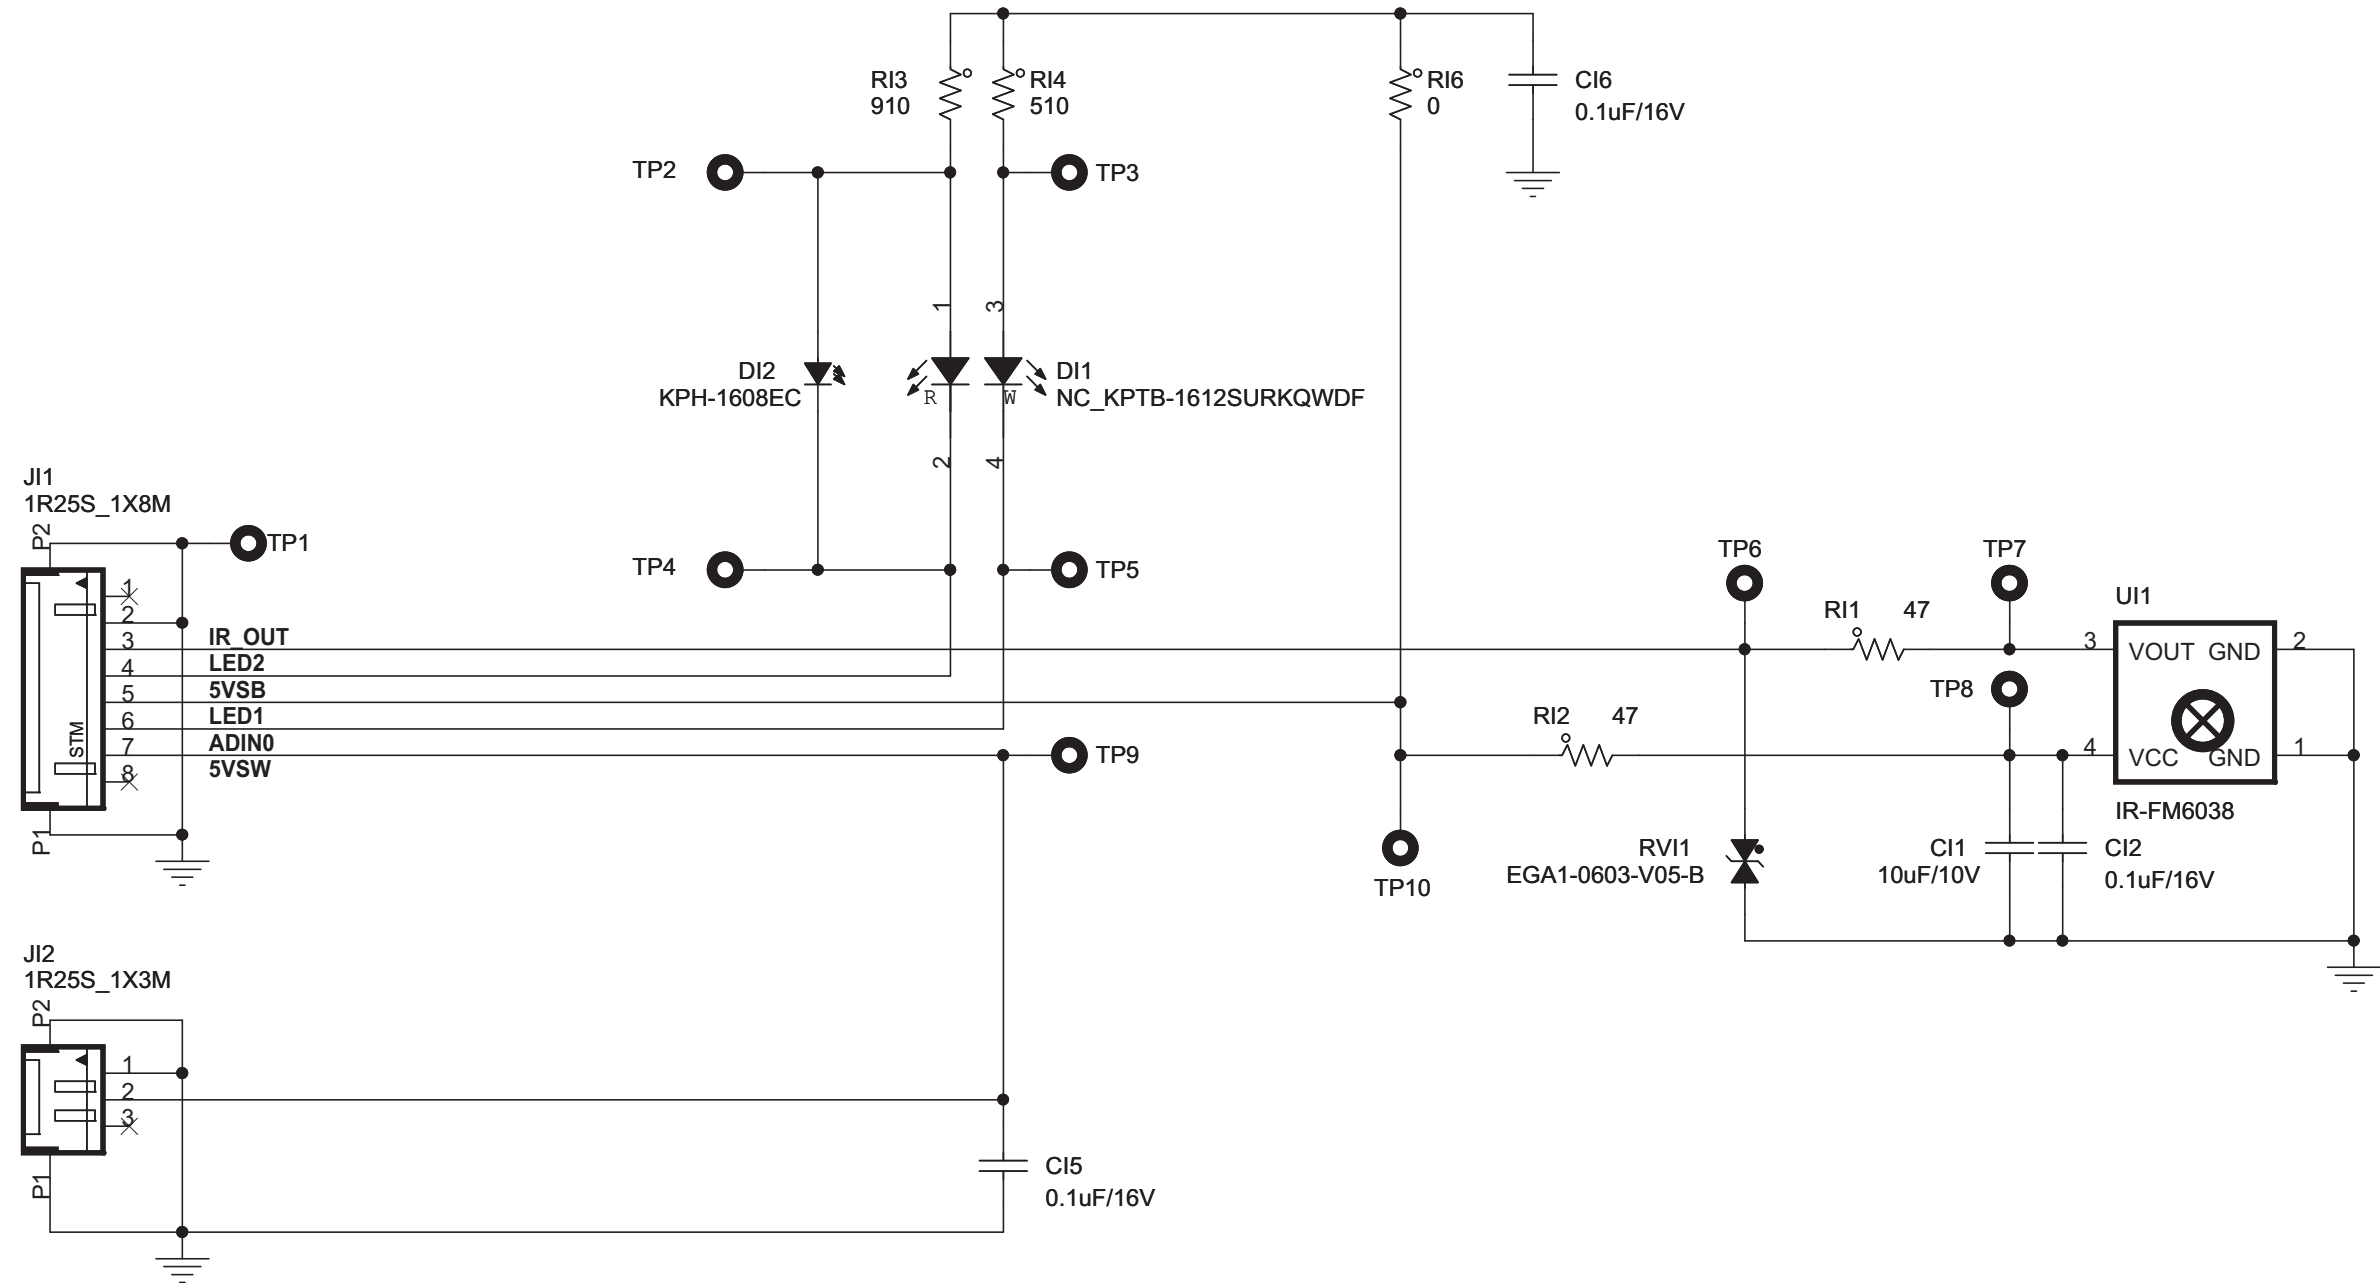 RI3
910
RI4
510
RI6
0
CI6
0.1uF/16V
TP2
TP3
1
3
DI2
KPH-1608EC
R
W
DI1
NC_KPTB-1612SURKQWDF
2
4
JI1
1R25S_1X8M
P2
TP1
TP4
TP5
TP6
TP7
1
2
3
4
5
6
7
8
STM
IR_OUT
LED2
5VSB
LED1
ADIN0
5VSW
P1
TP9
RI1 47
TP8
RI2 47
UI1
3 VOUT GND 2
4 VCC GND 1
IR-FM6038
TP10
RVI1
EGA1-0603-V05-B
CI1
10uF/10V
CI2
0.1uF/16V
JI2
1R25S_1X3M
P2
1
2
3
P1
CI5
0.1uF/16V